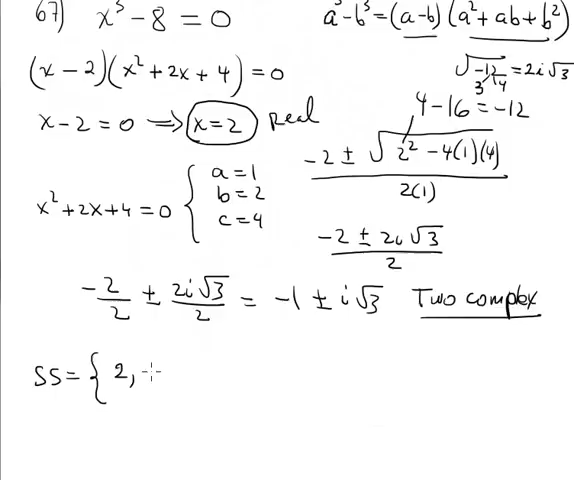 67) x³ - 8 = 0
a³-b³=(a-b)(a²+ab+b²)
(x-2)(x²+2x+4)=0
√-12 = 2i√3
3 4
4-16 = -12
x-2=0 ⟹ x=2 real
-2 ± √2² - 4(1)(4)
2(1)
x²+2x+4=0 { a=1
b=2
c=4
-2 ± 2i√3
2
-2/2 ± 2i√3/2 = -1 ± i√3 Two complex
SS= { 2, -